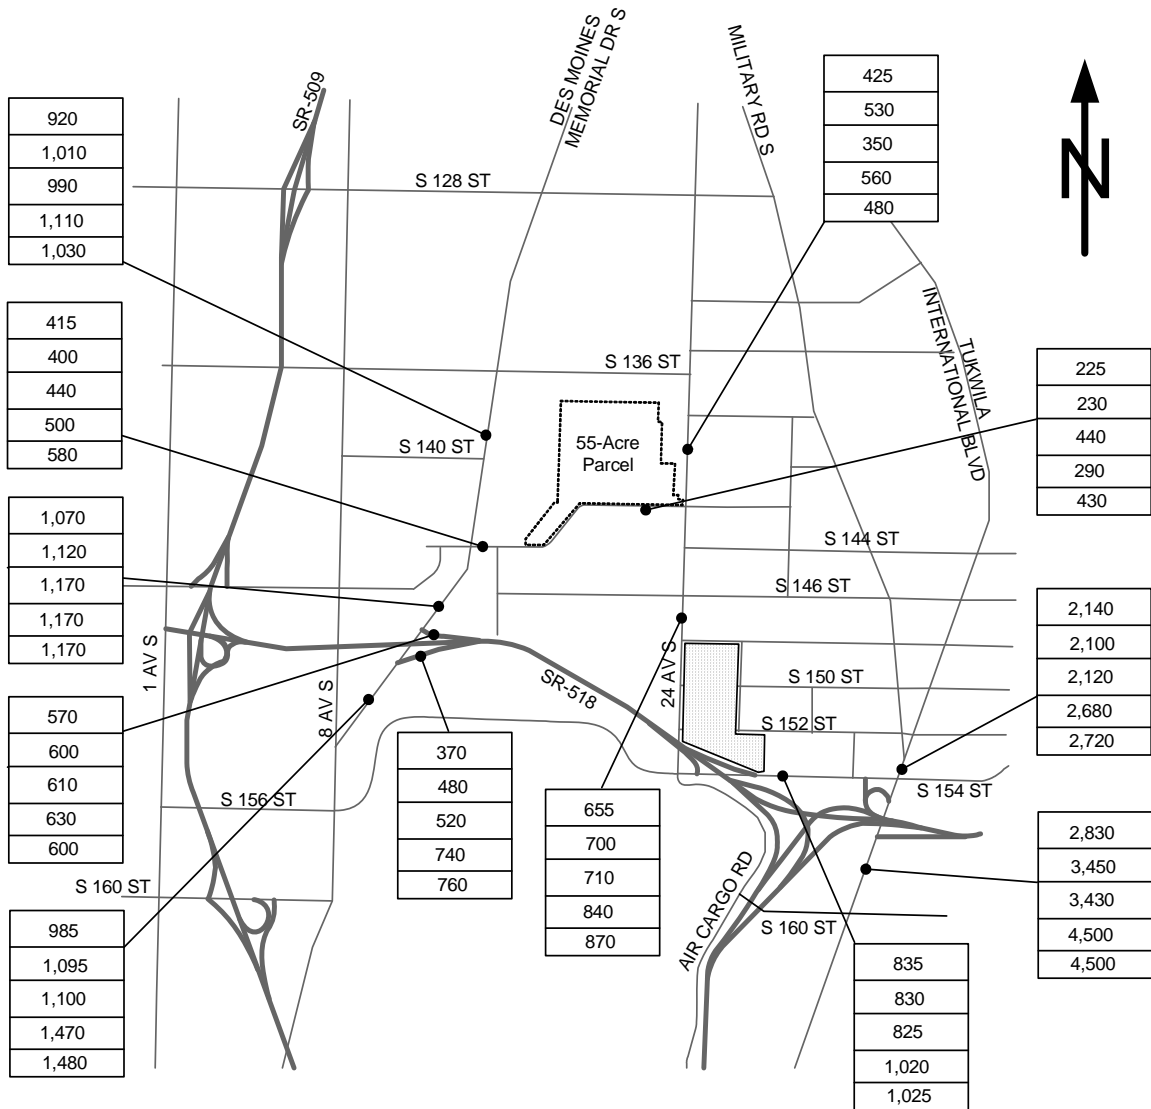 SR-509
DES MOINES
MEMORIAL DR S
MILITARY RD S
425
530
350
560
480
N
920
1,010
990
1,110
1,030
S 128 ST
415
400
440
500
580
S 136 ST
TUKWILA
INTERNATIONAL BLVD
225
230
440
290
430
S 140 ST
55-Acre
Parcel
1,070
1,120
1,170
1,170
1,170
S 144 ST
S 146 ST
2,140
2,100
2,120
2,680
2,720
1 AV S
8 AV S
24 AV S
SR-518
S 150 ST
S 152 ST
570
600
610
630
600
370
480
520
740
760
655
700
710
840
870
S 154 ST
S 156 ST
2,830
3,450
3,430
4,500
4,500
S 160 ST
AIR CARGO RD
S 160 ST
985
1,095
1,100
1,470
1,480
835
830
825
1,020
1,025